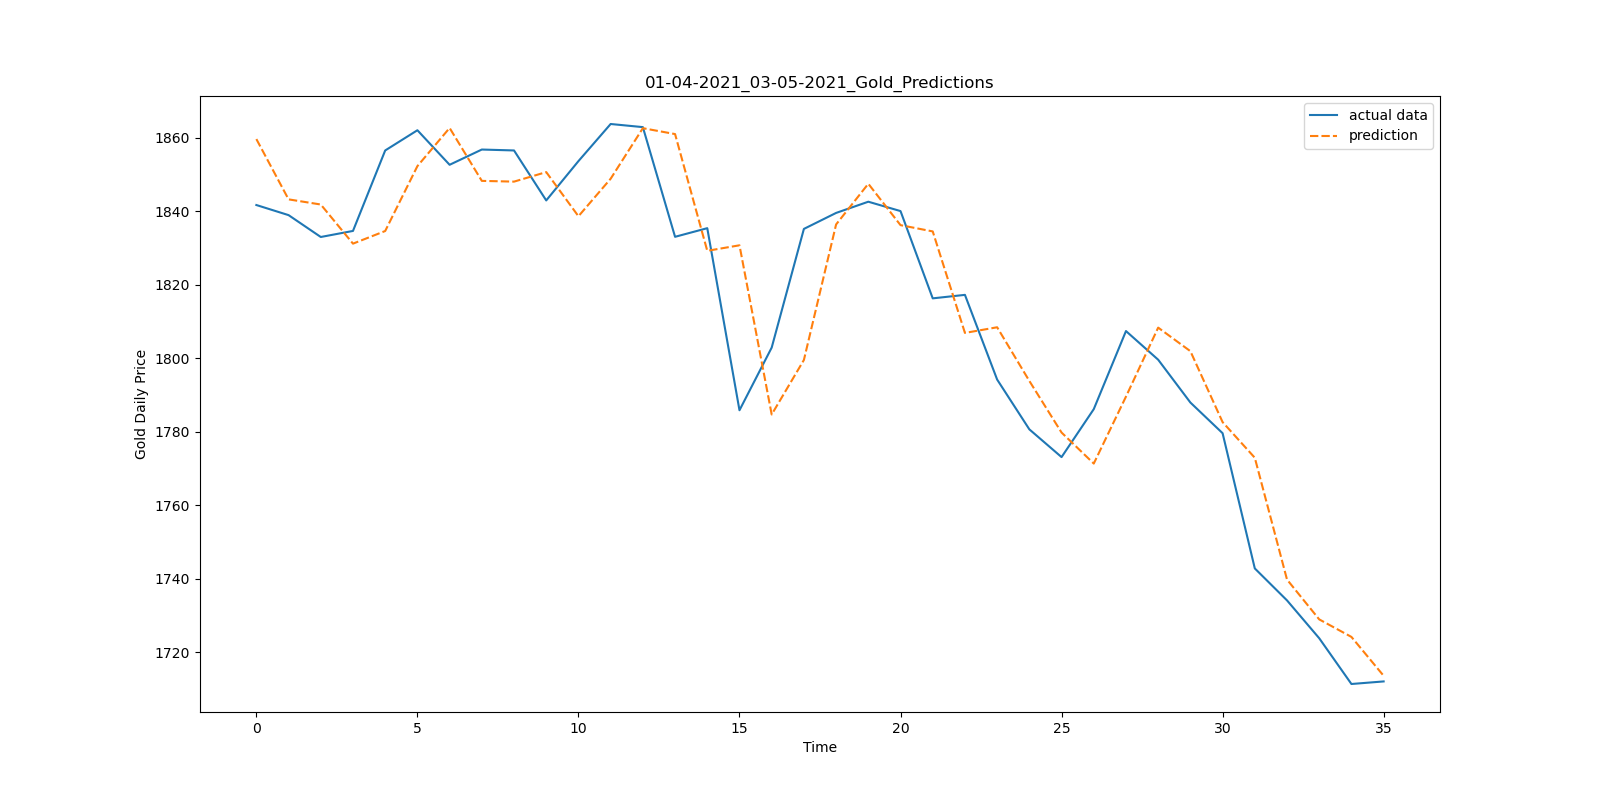 01-04-2021_03-05-2021_Gold_Predictions
actual data
prediction
1860
1840
1820
1800
1780
1760
1740
1720
Gold Daily Price
0 5 10 15 20 25 30 35
Time